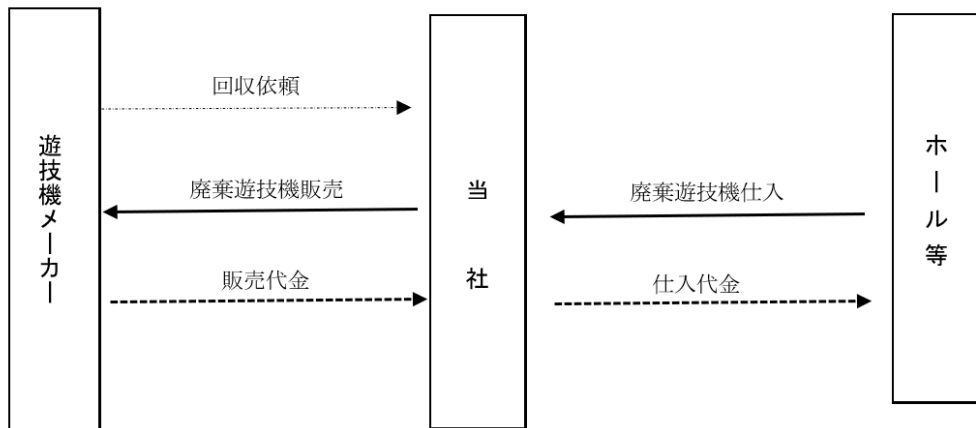 遊技機メーカー
回収依頼
廃棄遊技機販売
販売代金
当社
廃棄遊技機仕入
仕入代金
ホール等